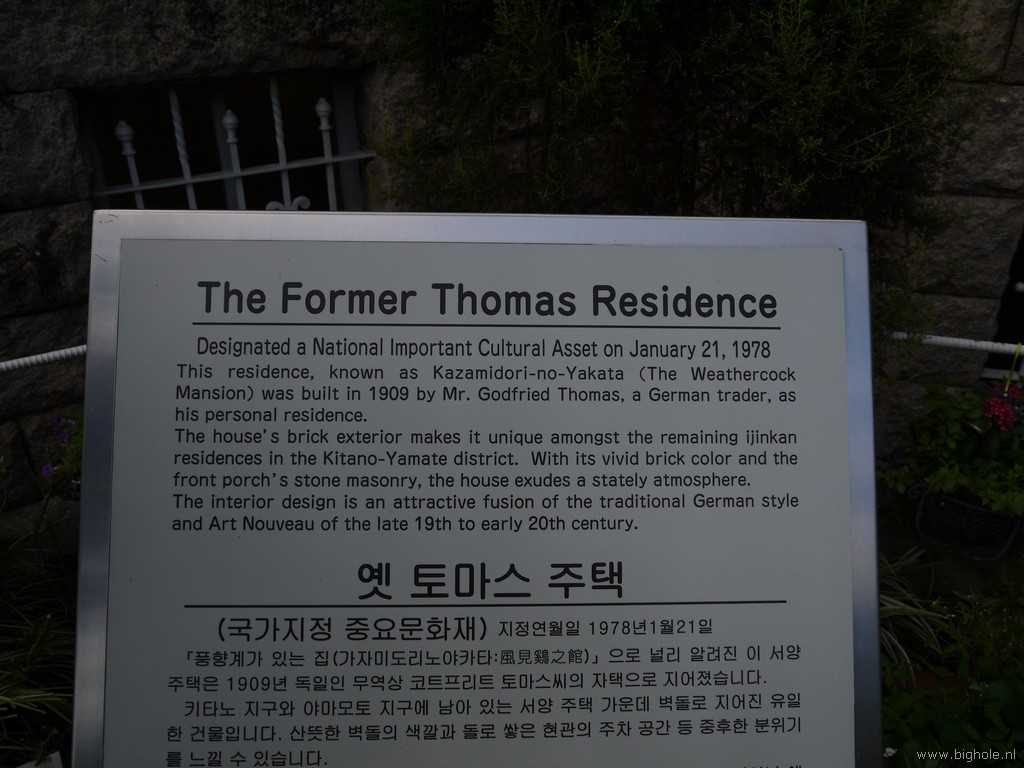 The Former Thomas Residence
Designated a National Important Cultural Asset on January 21, 1978
This residence, known as Kazamidori-no-Yakata (The Weathercock
Mansion) was built in 1909 by Mr. Godfried Thomas, a German trader, as
his personal residence.
The house's brick exterior makes it unique amongst the remaining ijinkan
residences in the Kitano-Yamate district. With its vivid brick color and the
front porch's stone masonry, the house exudes a stately atmosphere.
The interior design is an attractive fusion of the traditional German style
and Art Nouveau of the late 19th to early 20th century.
옛 토마스 주택
(국가지정 중요문화재) 지정연월일 1978년1월21일
「풍향계가 있는 집(가자미도리노야카타:風見鷄之館)」으로 널리 알려진 이 서양
주택은 1909년 독일인 무역상 코트프리트 토마스씨의 자택으로 지어졌습니다.
키타노 지구와 야마모토 지구에 남아 있는 서양 주택 가운데 벽돌로 지어진 유일
한 건물입니다. 산뜻한 벽돌의 색깔과 돌로 쌓은 현관의 주차 공간 등 중후한 분위기
를 느낄 수 있습니다.
www.bighole.nl